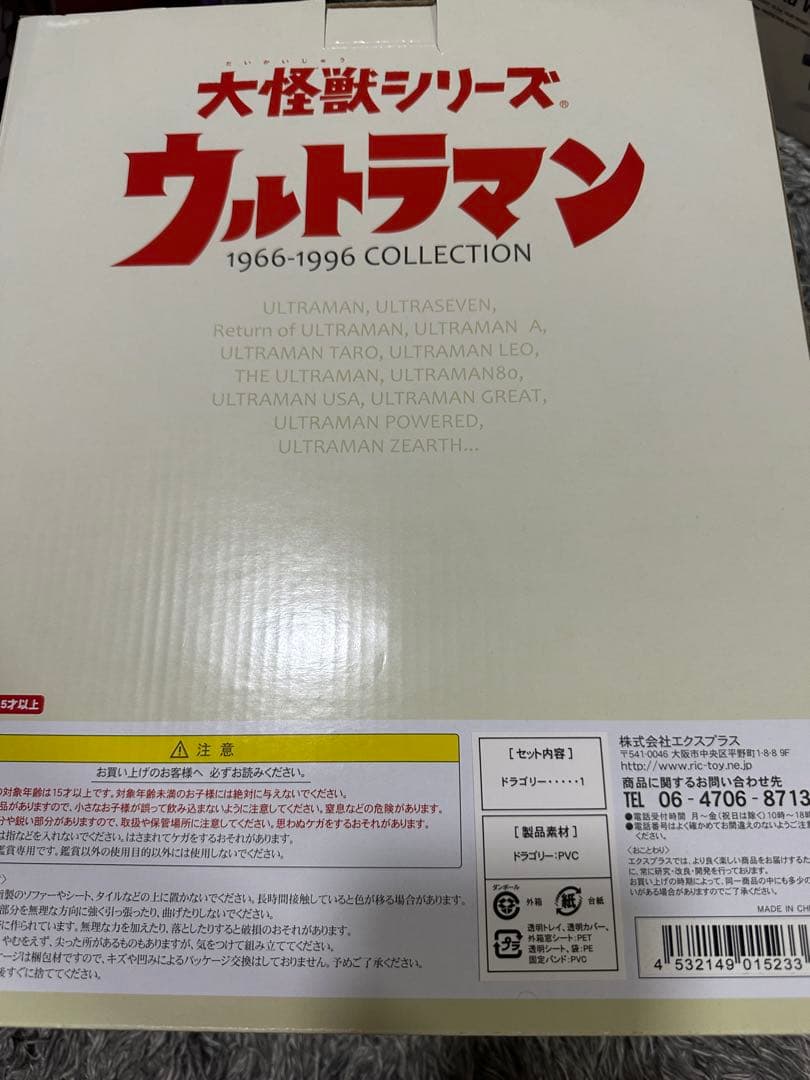 だいかいじゅう
大怪獣シリーズ®
ウルトラマン
1966-1996 COLLECTION
ULTRAMAN, ULTRASEVEN,
Return of ULTRAMAN, ULTRAMAN A,
ULTRAMAN TARO, ULTRAMAN LEO,
THE ULTRAMAN, ULTRAMAN80,
ULTRAMAN USA, ULTRAMAN GREAT,
ULTRAMAN POWERED,
ULTRAMAN ZEARTH...
5才以上
⚠ 注意
お買い上げのお客様へ 必ずお読みください。
の対象年齢は15才以上です。対象年齢未満のお子様には絶対に与えないでください。
品がありますので、小さなお子様が誤って飲み込まないように注意してください。窒息などの危険があります。
分や鋭い部分がありますので、取扱や保管場所に注意してください。思わぬケガをするおそれがあります。
は指などを入れないでください。はさまれてケガをするおそれがあります。
鑑賞専用です。鑑賞以外の使用目的以外には使用しないでください。
製のソファーやシート、タイルなどの上に置かないでください。長時間接触していると色が移る場合があります。
部分を無理な方向に強く引っ張ったり、曲げたりしないでください。
に作られています。無理な力を加えたり、落としたりすると破損のおそれがあります。
やむをえず、尖った所があるものもありますが、気をつけて組み立ててください。
ージは梱包材ですので、キズや凹みによるパッケージ交換はしておりません。予めご了承ください。
後すぐに捨ててください。
[セット内容]
ドラゴリー・・・・・1
[製品素材]
ドラゴリー:PVC
ダンボール
外箱
紙
台紙
プラ
透明トレイ、透明カバー、
外箱窓シート:PET
透明シート、袋:PE
固定バンド:PVC
株式会社エクスプラス
〒541-0046 大阪市中央区平野町1-8-8 9F
http://www.ric-toy.ne.jp
商品に関するお問い合わせ先
TEL 06-4706-8713
●電話受付時間 月〜金(祝日は除く)10時〜18時
●電話番号はよく確かめてお間違えのないようご注意
ください。
<おことわり>
エクスプラスでは、より良く楽しい商品をお届けするため
に、常に研究・改良・開発を行っております。
お買い上げの時期によって、同一商品の中にも多少の
いがある場合がありますのでご了承ください。
MADE IN CHI
4 532149 015233